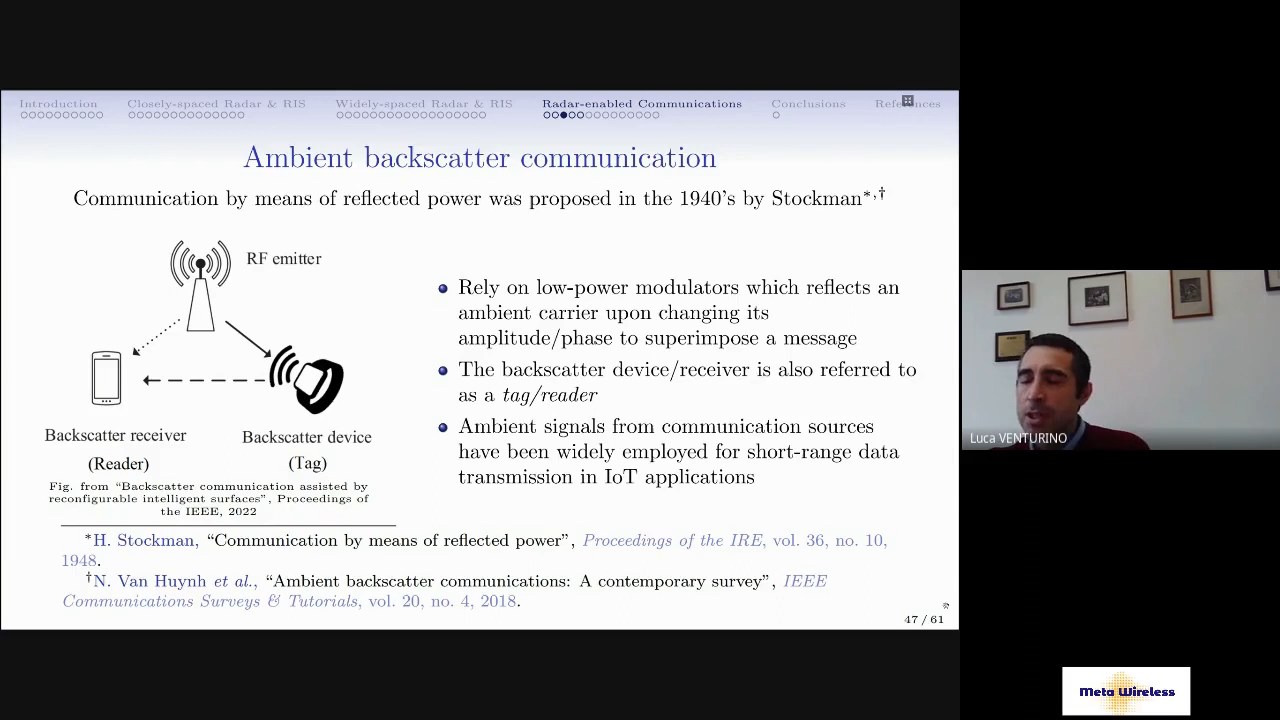 Introduction Closely-spaced Radar & RIS Widely-spaced Radar & RIS Radar-enabled Communications Conclusions
Ambient backscatter communication
Communication by means of reflected power was proposed in the 1940's by Stockman*,†
RF emitter
Backscatter receiver
(Reader)
Backscatter device
(Tag)
Fig. from “Backscatter communication assisted by
reconfigurable intelligent surfaces”, Proceedings of
the IEEE, 2022
Rely on low-power modulators which reflects an
ambient carrier upon changing its
amplitude/phase to superimpose a message
The backscatter device/receiver is also referred to
as a tag/reader
Ambient signals from communication sources
have been widely employed for short-range data
transmission in IoT applications
*H. Stockman, “Communication by means of reflected power”, Proceedings of the IRE, vol. 36, no. 10,
1948.
†N. Van Huynh et al., “Ambient backscatter communications: A contemporary survey”, IEEE
Communications Surveys & Tutorials, vol. 20, no. 4, 2018.
47 / 61
Luca VENTURINO
Meta Wireless